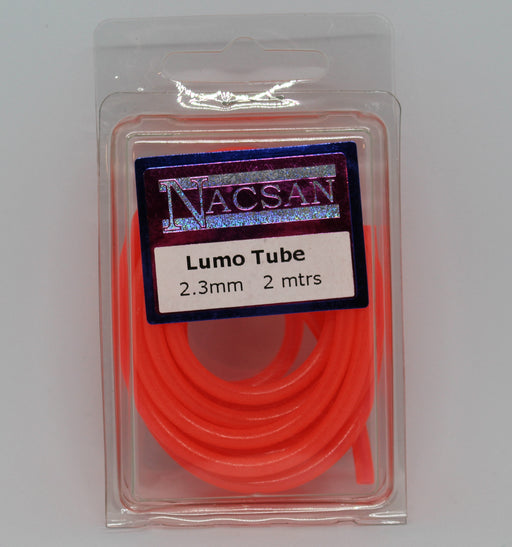 NACSAN
Lumo Tube
2.3mm 2 mtrs